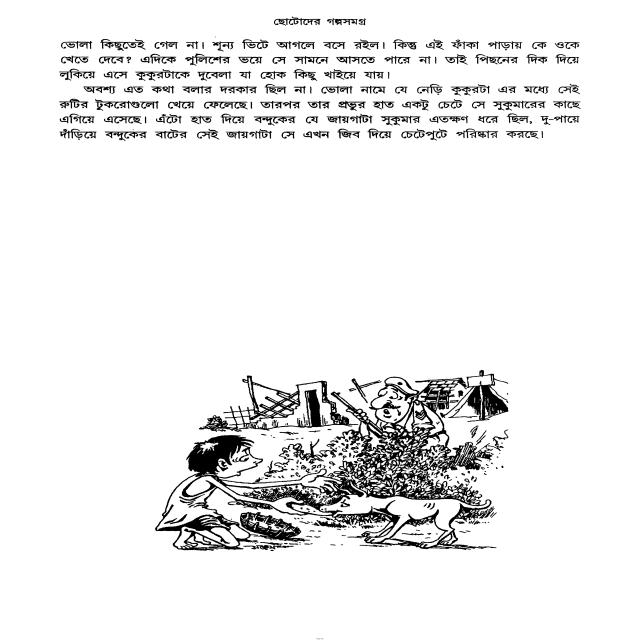 ছোটোদের গল্পসমগ্র
ভোলা কিছুতেই গেল না। শূন্য ভিটে আগলে বসে রইল। কিন্তু এই ফাঁকা পাড়ায় কে ওকে
খেতে দেবে? এদিকে পুলিশের ভয়ে সে সামনে আসতে পারে না। তাই পিছনের দিক দিয়ে
লুকিয়ে এসে কুকুরটাকে দুবেলা যা হোক কিছু খাইয়ে যায়।
অবশ্য এত কথা বলার দরকার ছিল না। ভোলা নামে যে নেড়ি কুকুরটা এর মধ্যে সেই
রুটির টুকরোগুলো খেয়ে ফেলেছে। তারপর তার প্রভুর হাত একটু চেটে সে সুকুমারের কাছে
এগিয়ে এসেছে। এঁটো হাত দিয়ে বন্দুকের যে জায়গাটা সুকুমার এতক্ষণ ধরে ছিল, দু-পায়ে
দাঁড়িয়ে বন্দুকের বাটের সেই জায়গাটা সে এখন জিব দিয়ে চেটেপুটে পরিষ্কার করছে।